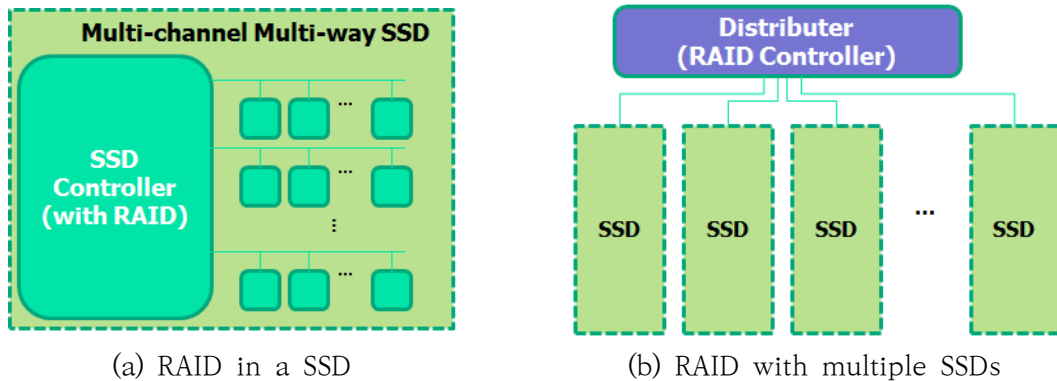 Multi-channel Multi-way SSD
SSD
Controller
(with RAID)
...
...
...
...
(a) RAID in a SSD
Distributer
(RAID Controller)
SSD
SSD
SSD
...
SSD
(b) RAID with multiple SSDs